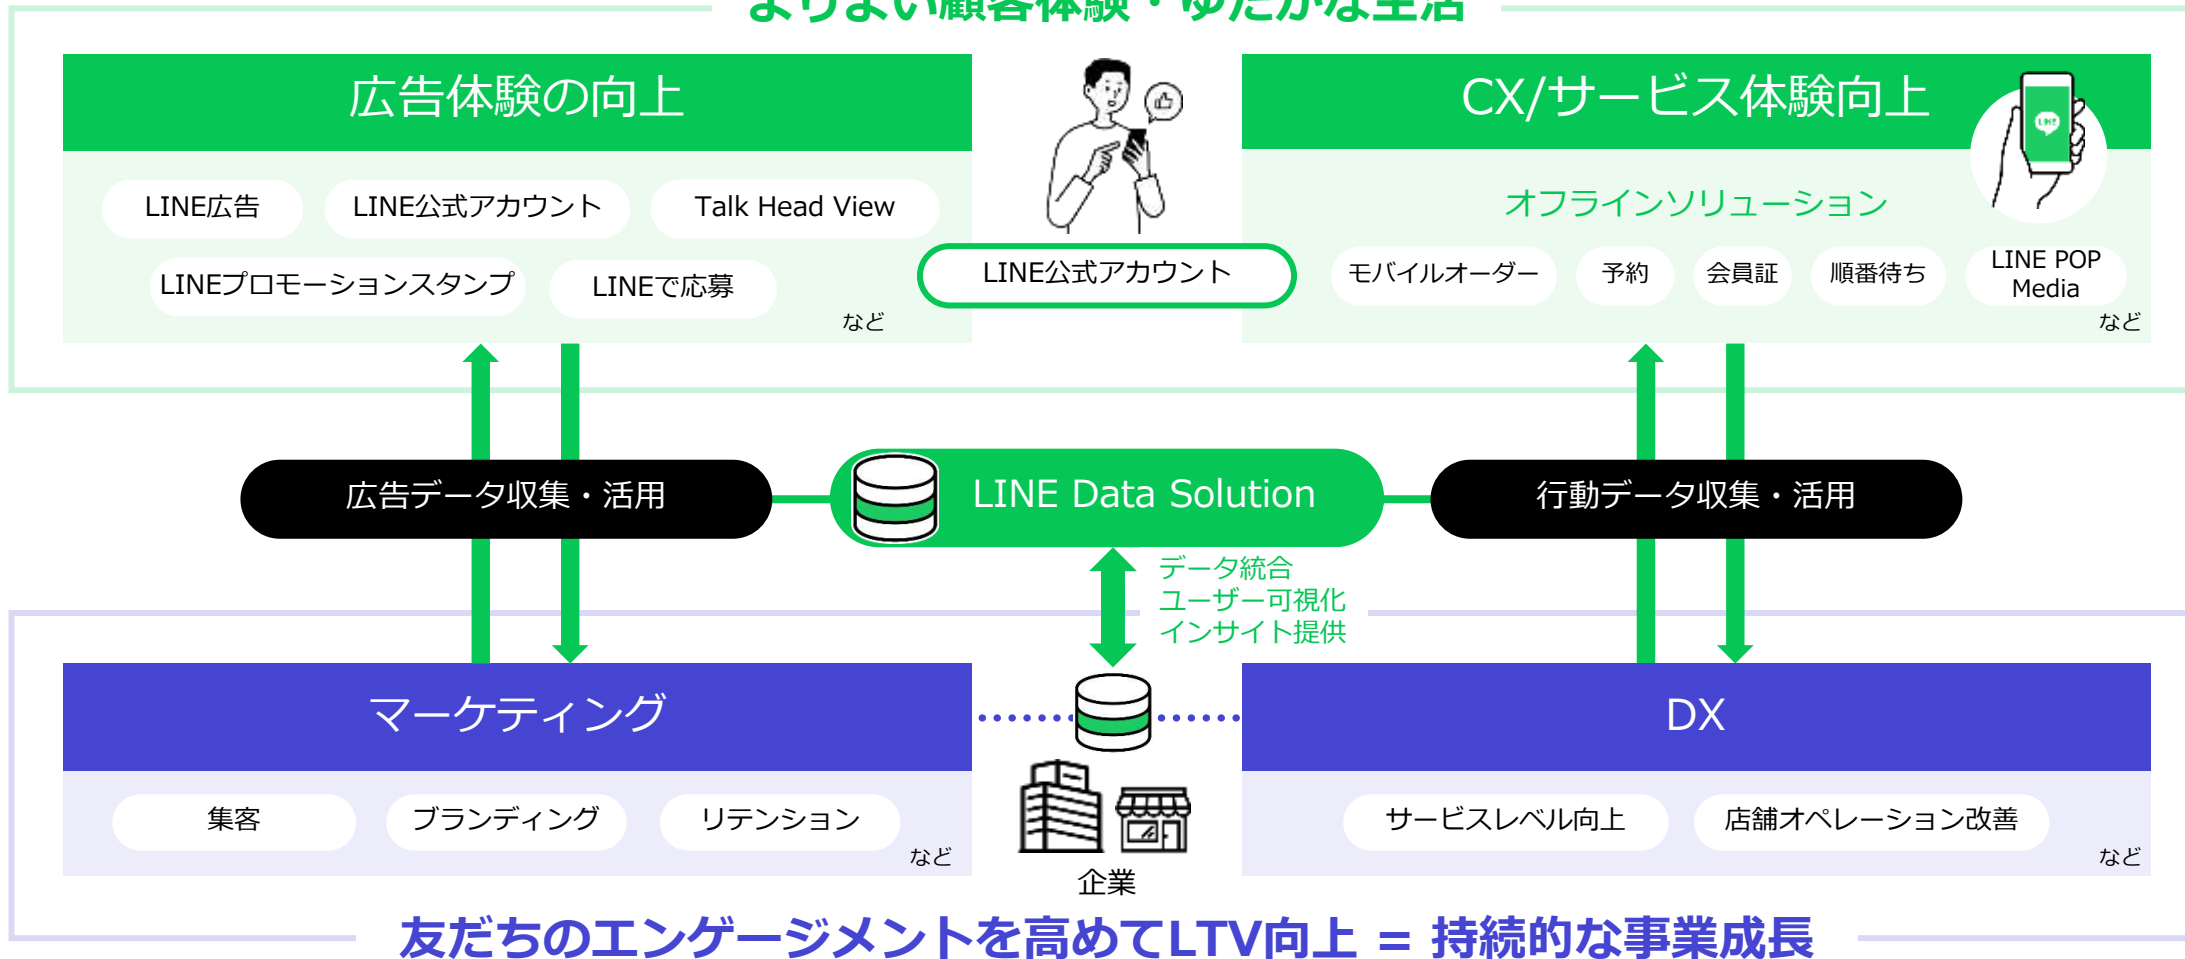 よりよい顧客体験・ゆたかな生活
広告体験の向上
LINE広告
LINE公式アカウント
Talk Head View
LINEプロモーションスタンプ
LINEで応募
など
LINE公式アカウント
CX/サービス体験向上
LINE
オフラインソリューション
モバイルオーダー
予約
会員証
順番待ち
LINE POP
Media
など
広告データ収集・活用
LINE Data Solution
行動データ収集・活用
データ統合
ユーザー可視化
インサイト提供
マーケティング
集客
ブランディング
リテンション
など
企業
DX
サービスレベル向上
店舗オペレーション改善
など
友だちのエンゲージメントを高めてLTV向上 = 持続的な事業成長